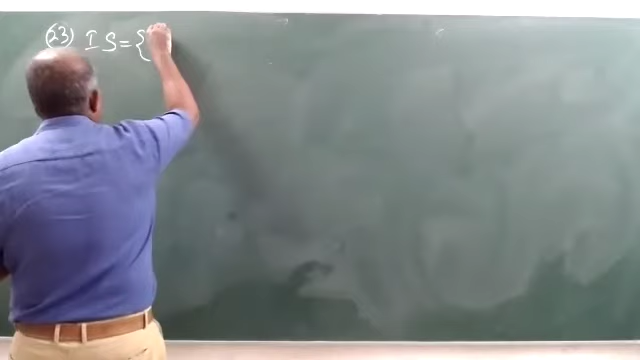 (23) I S = {